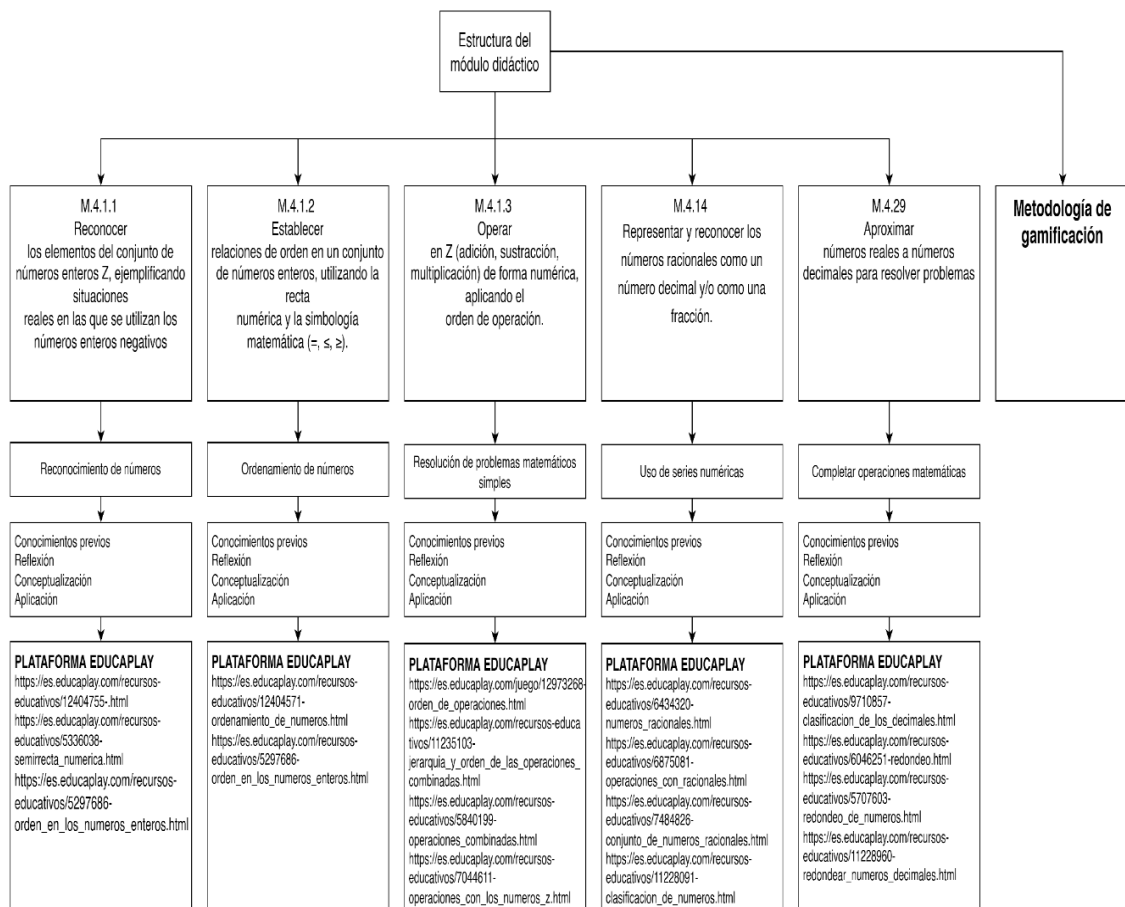 Estructura del
módulo didáctico
M.4.1.1
Reconocer
los elementos del conjunto de
números enteros Z, ejemplificando
situaciones
reales en las que se utilizan los
números enteros negativos
M.4.1.2
Establecer
relaciones de orden en un conjunto
de números enteros, utilizando la
recta
numérica y la simbología
matemática (=, ≤, ≥).
M.4.1.3
Operar
en Z (adición, sustracción,
multiplicación) de forma numérica,
aplicando el
orden de operación.
M.4.14
Representar y reconocer los
números racionales como un
número decimal y/o como una
fracción.
M.4.29
Aproximar
números reales a números
decimales para resolver problemas
Metodología de
gamificación
Reconocimiento de números
Ordenamiento de números
Resolución de problemas matemáticos
simples
Uso de series numéricas
Completar operaciones matemáticas
Conocimientos previos
Reflexión
Conceptualización
Aplicación
Conocimientos previos
Reflexión
Conceptualización
Aplicación
Conocimientos previos
Reflexión
Conceptualización
Aplicación
Conocimientos previos
Reflexión
Conceptualización
Aplicación
Conocimientos previos
Reflexión
Conceptualización
Aplicación
PLATAFORMA EDUCAPLAY
https://es.educaplay.com/recursos-
educativos/12404755-.html
https://es.educaplay.com/recursos-
educativos/5336038-
semirrecta_numerica.html
https://es.educaplay.com/recursos-
educativos/5297686-
orden_en_los_numeros_enteros.html
PLATAFORMA EDUCAPLAY
https://es.educaplay.com/recursos-
educativos/12404571-
ordenamiento_de_numeros.html
https://es.educaplay.com/recursos-
educativos/5297686-
orden_en_los_numeros_enteros.html
PLATAFORMA EDUCAPLAY
https://es.educaplay.com/juego/12973268-
orden_de_operaciones.html
https://es.educaplay.com/recursos-educa
tivos/11235103-
jerarquia_y_orden_de_las_operaciones_
combinadas.html
https://es.educaplay.com/recursos-
educativos/5840199-
operaciones_combinadas.html
https://es.educaplay.com/recursos-
educativos/7044611-
operaciones_con_los_numeros_z.html
PLATAFORMA EDUCAPLAY
https://es.educaplay.com/recursos-
educativos/6434320-
numeros_racionales.html
https://es.educaplay.com/recursos-
educativos/6875081-
operaciones_con_racionales.html
https://es.educaplay.com/recursos-
educativos/7484826-
conjunto_de_numeros_racionales.html
https://es.educaplay.com/recursos-
educativos/11228091-
clasificacion_de_numeros.html
PLATAFORMA EDUCAPLAY
https://es.educaplay.com/recursos-
educativos/9710857-
clasificacion_de_los_decimales.html
https://es.educaplay.com/recursos-
educativos/6046251-redondeo.html
https://es.educaplay.com/recursos-
educativos/5707603-
redondeo_de_numeros.html
https://es.educaplay.com/recursos-
educativos/11228960-
redondear_numeros_decimales.html